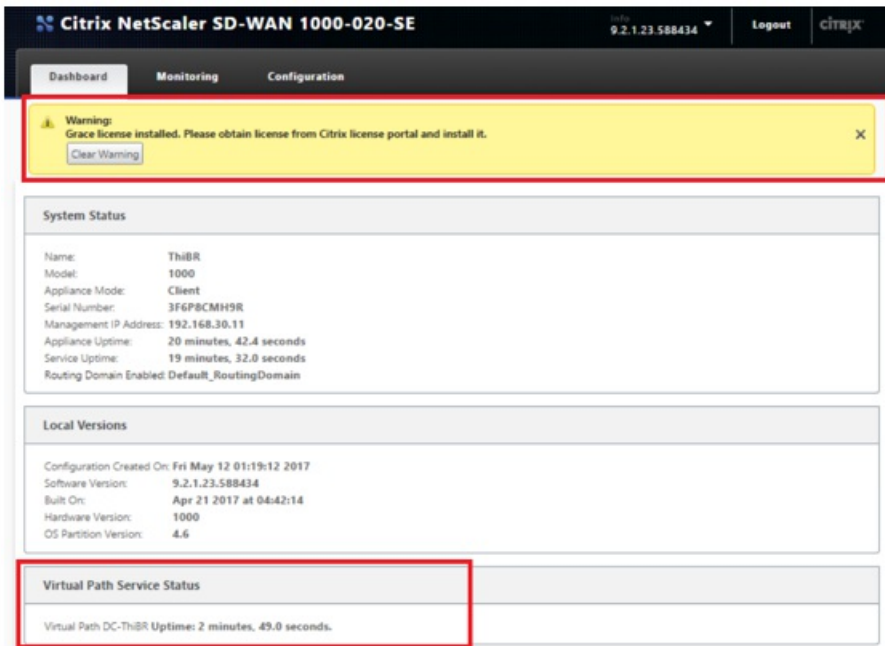 Citrix NetScaler SD-WAN 1000-020-SE
Info
9.2.1.23.588434
Logout
CITRIX
Dashboard
Monitoring
Configuration
Warning:
Grace license installed. Please obtain license from Citrix license portal and install it.
Clear Warning
System Status
Name: ThiBR
Model: 1000
Appliance Mode: Client
Serial Number: 3F6P8CMH9R
Management IP Address: 192.168.30.11
Appliance Uptime: 20 minutes, 42.4 seconds
Service Uptime: 19 minutes, 32.0 seconds
Routing Domain Enabled: Default_RoutingDomain
Local Versions
Configuration Created On: Fri May 12 01:19:12 2017
Software Version: 9.2.1.23.588434
Built On: Apr 21 2017 at 04:42:14
Hardware Version: 1000
OS Partition Version: 4.6
Virtual Path Service Status
Virtual Path DC-ThiBR Uptime: 2 minutes, 49.0 seconds.